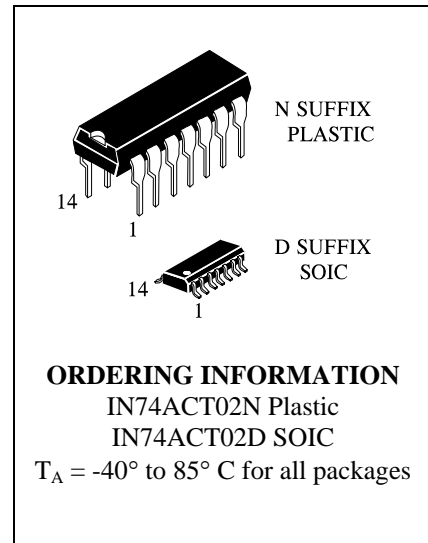 N SUFFIX
PLASTIC
14
1
D SUFFIX
SOIC
14
1
ORDERING INFORMATION
IN74ACT02N Plastic
IN74ACT02D SOIC
T_A = -40° to 85° C for all packages